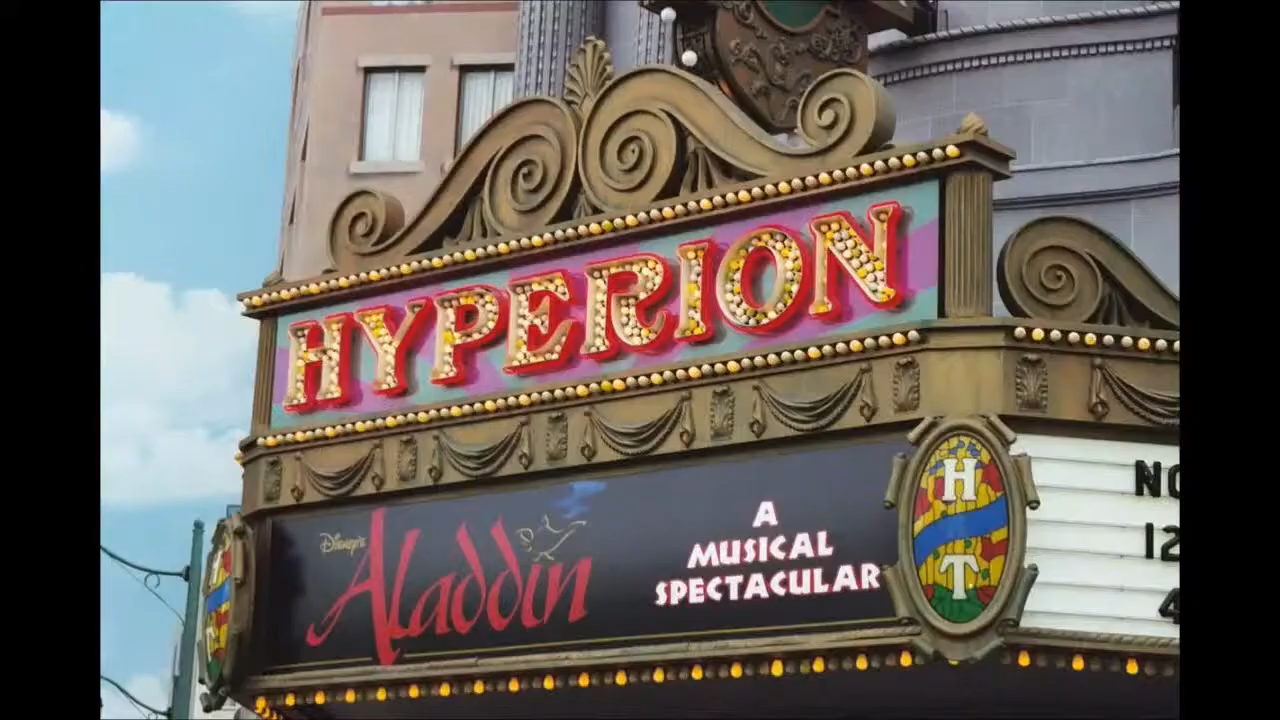 HYPERION
Disney's
Aladdin
A
MUSICAL
SPECTACULAR
H
T
NO
12
4
H
T